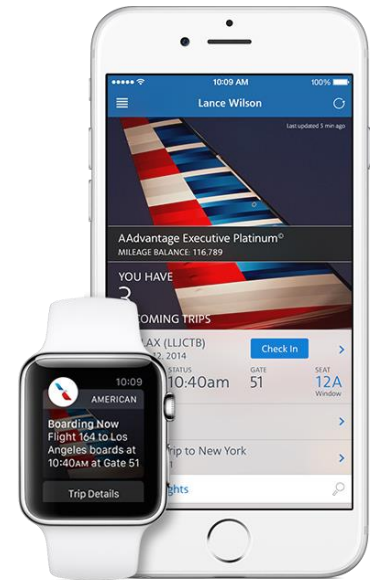 10:09 AM
100%
Lance Wilson
Last updated 5 min ago
AAdvantage Executive Platinum©
MILEAGE BALANCE: 116,789
YOU HAVE
3
COMING TRIPS
LAX (LLJCTB)
12, 2014
Check In
STATUS
10:40am
GATE
51
SEAT
12A
Window
rip to New York
1
ghts
10:09
AMERICAN
Boarding Now
Flight 164 to Los
Angeles boards at
10:40AM at Gate 51
Trip Details